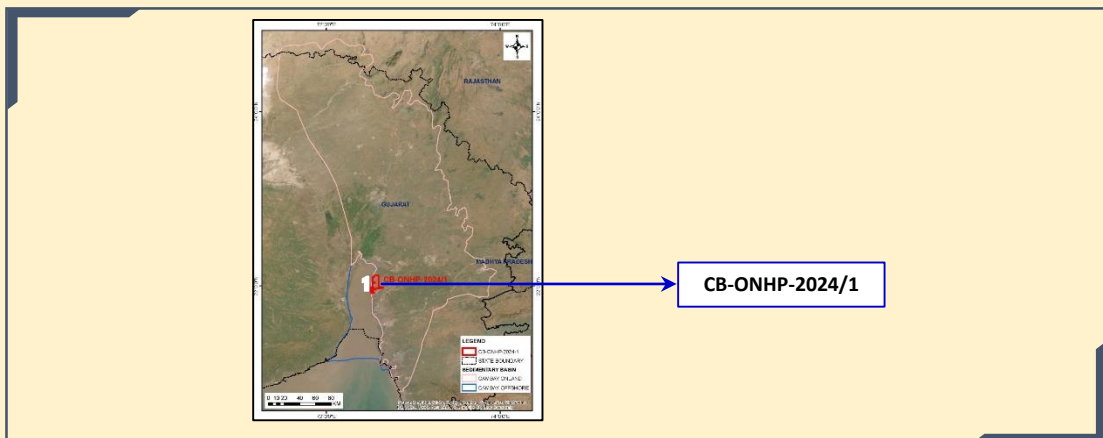 RAJASTHAN
GUJARAT
MADHYA PRADESH
1
CB-ONHP-2024/1
CB-ONHP-2024/1
LEGEND
CB-ONHP 2024-1
STATE BOUNDARY
SEDIMENTARY BASIN
CAMBAY ONLAND
CAMBAY OFFSHORE
0 10 20 40 60 80
KM